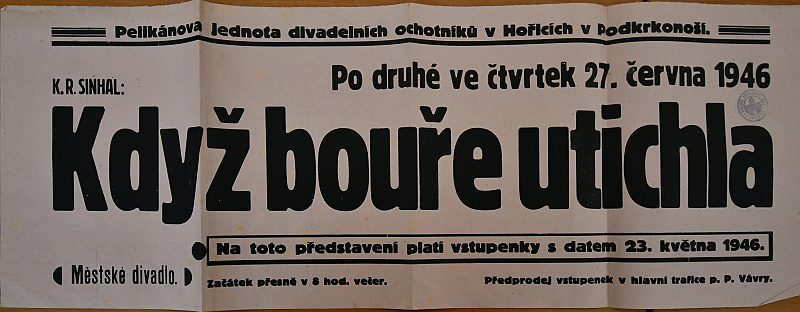 Pelikánova jednota divadelních ochotníků v Hořicích v Podkrkonoší.
Po druhé ve čtvrtek 27. června 1946
K. R. SINHAL:
Když bouře utichla
Na toto představení platí vstupenky s datem 23. května 1946.
Městské divadlo.
Začátek přesně v 8 hod. večer.
Předprodej vstupenek v hlavní trafice p. P. Vávry.